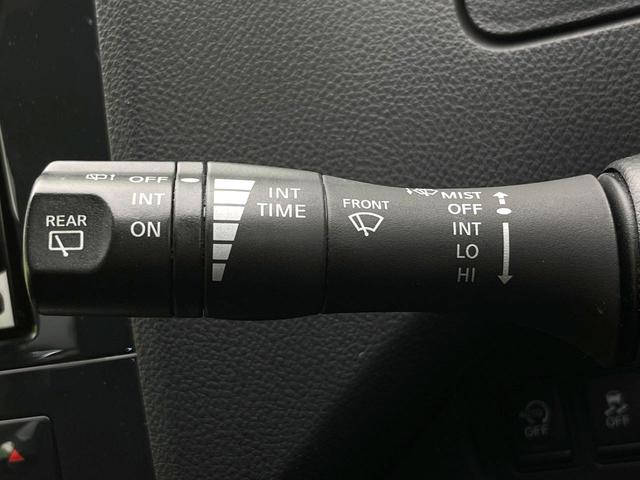 REAR
OFF
INT
ON
INT
TIME
FRONT
MIST
OFF
INT
LO
HI
OFF
OFF